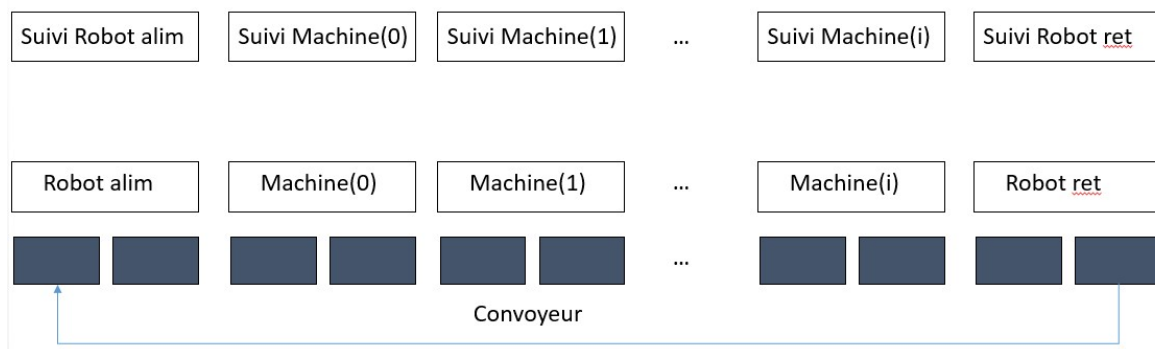 Suivi Robot alim Suivi Machine(0) Suivi Machine(1) ... Suivi Machine(i) Suivi Robot ret
Robot alim Machine(0) Machine(1) ... Machine(i) Robot ret
...
Convoyeur